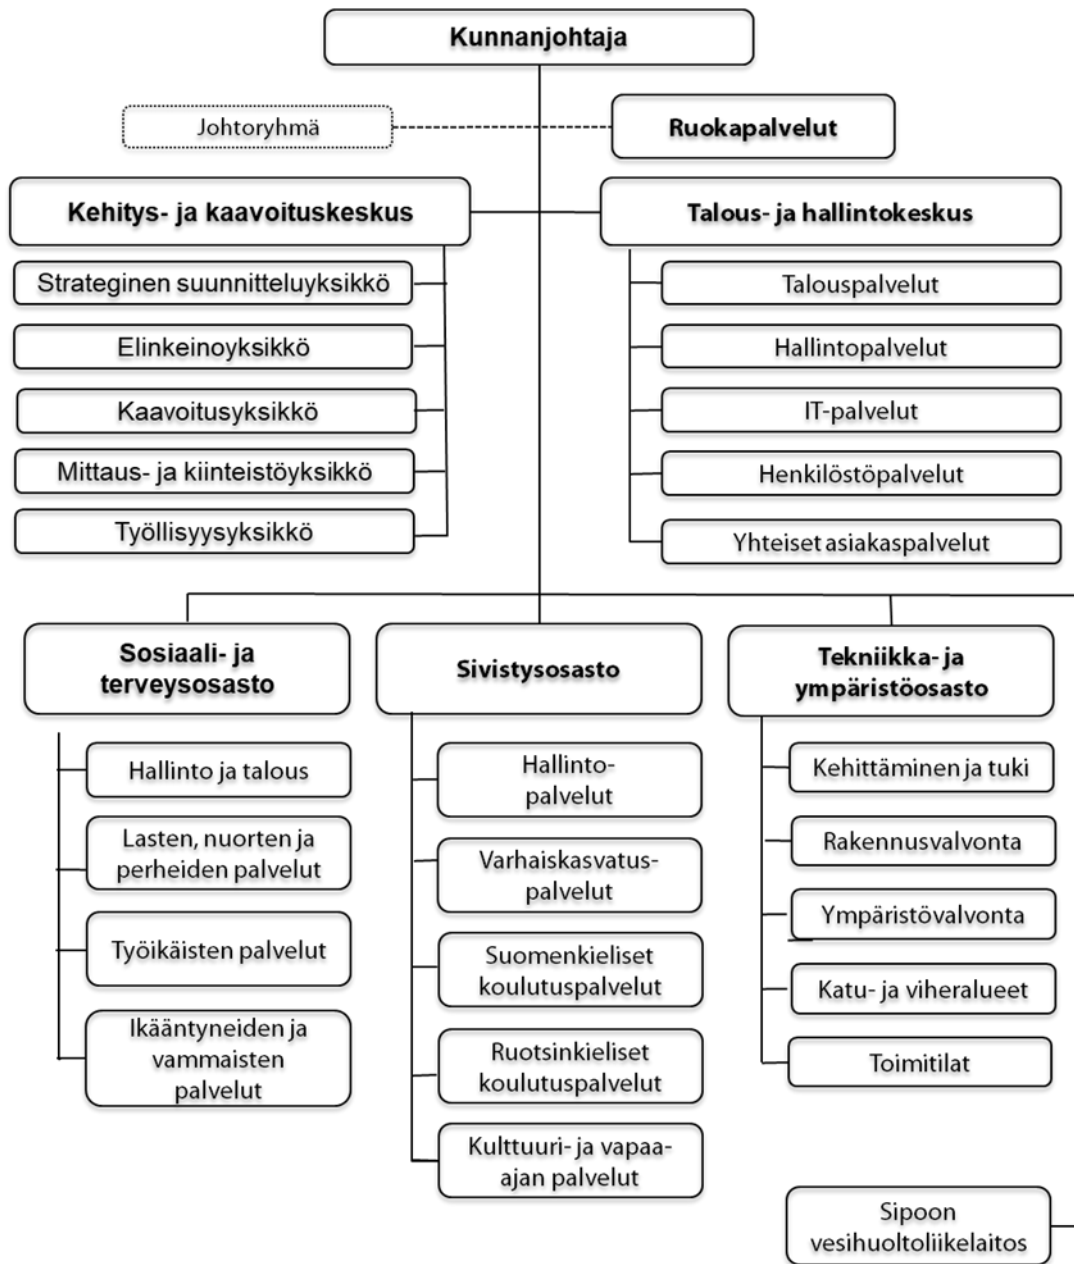 Kunnanjohtaja
Johtoryhmä
Ruokapalvelut
Kehitys- ja kaavoituskeskus
Strateginen suunnitteluyksikkö
Elinkeinoyksikkö
Kaavoitusyksikkö
Mittaus- ja kiinteistöyksikkö
Työllisyysyksikkö
Talous- ja hallintokeskus
Talouspalvelut
Hallintopalvelut
IT-palvelut
Henkilöstöpalvelut
Yhteiset asiakaspalvelut
Sosiaali- ja
terveysosasto
Hallinto ja talous
Lasten, nuorten ja
perheiden palvelut
Työikäisten palvelut
Ikääntyneiden ja
vammaisten
palvelut
Sivistysosasto
Hallinto-
palvelut
Varhaiskasvatus-
palvelut
Suomenkieliset
koulutuspalvelut
Ruotsinkieliset
koulutuspalvelut
Kulttuuri- ja vapaa-
ajan palvelut
Tekniikka- ja
ympäristöosasto
Kehittäminen ja tuki
Rakennusvalvonta
Ympäristövalvonta
Katu- ja viheralueet
Toimitilat
Sipoon
vesihuoltoliikelaitos